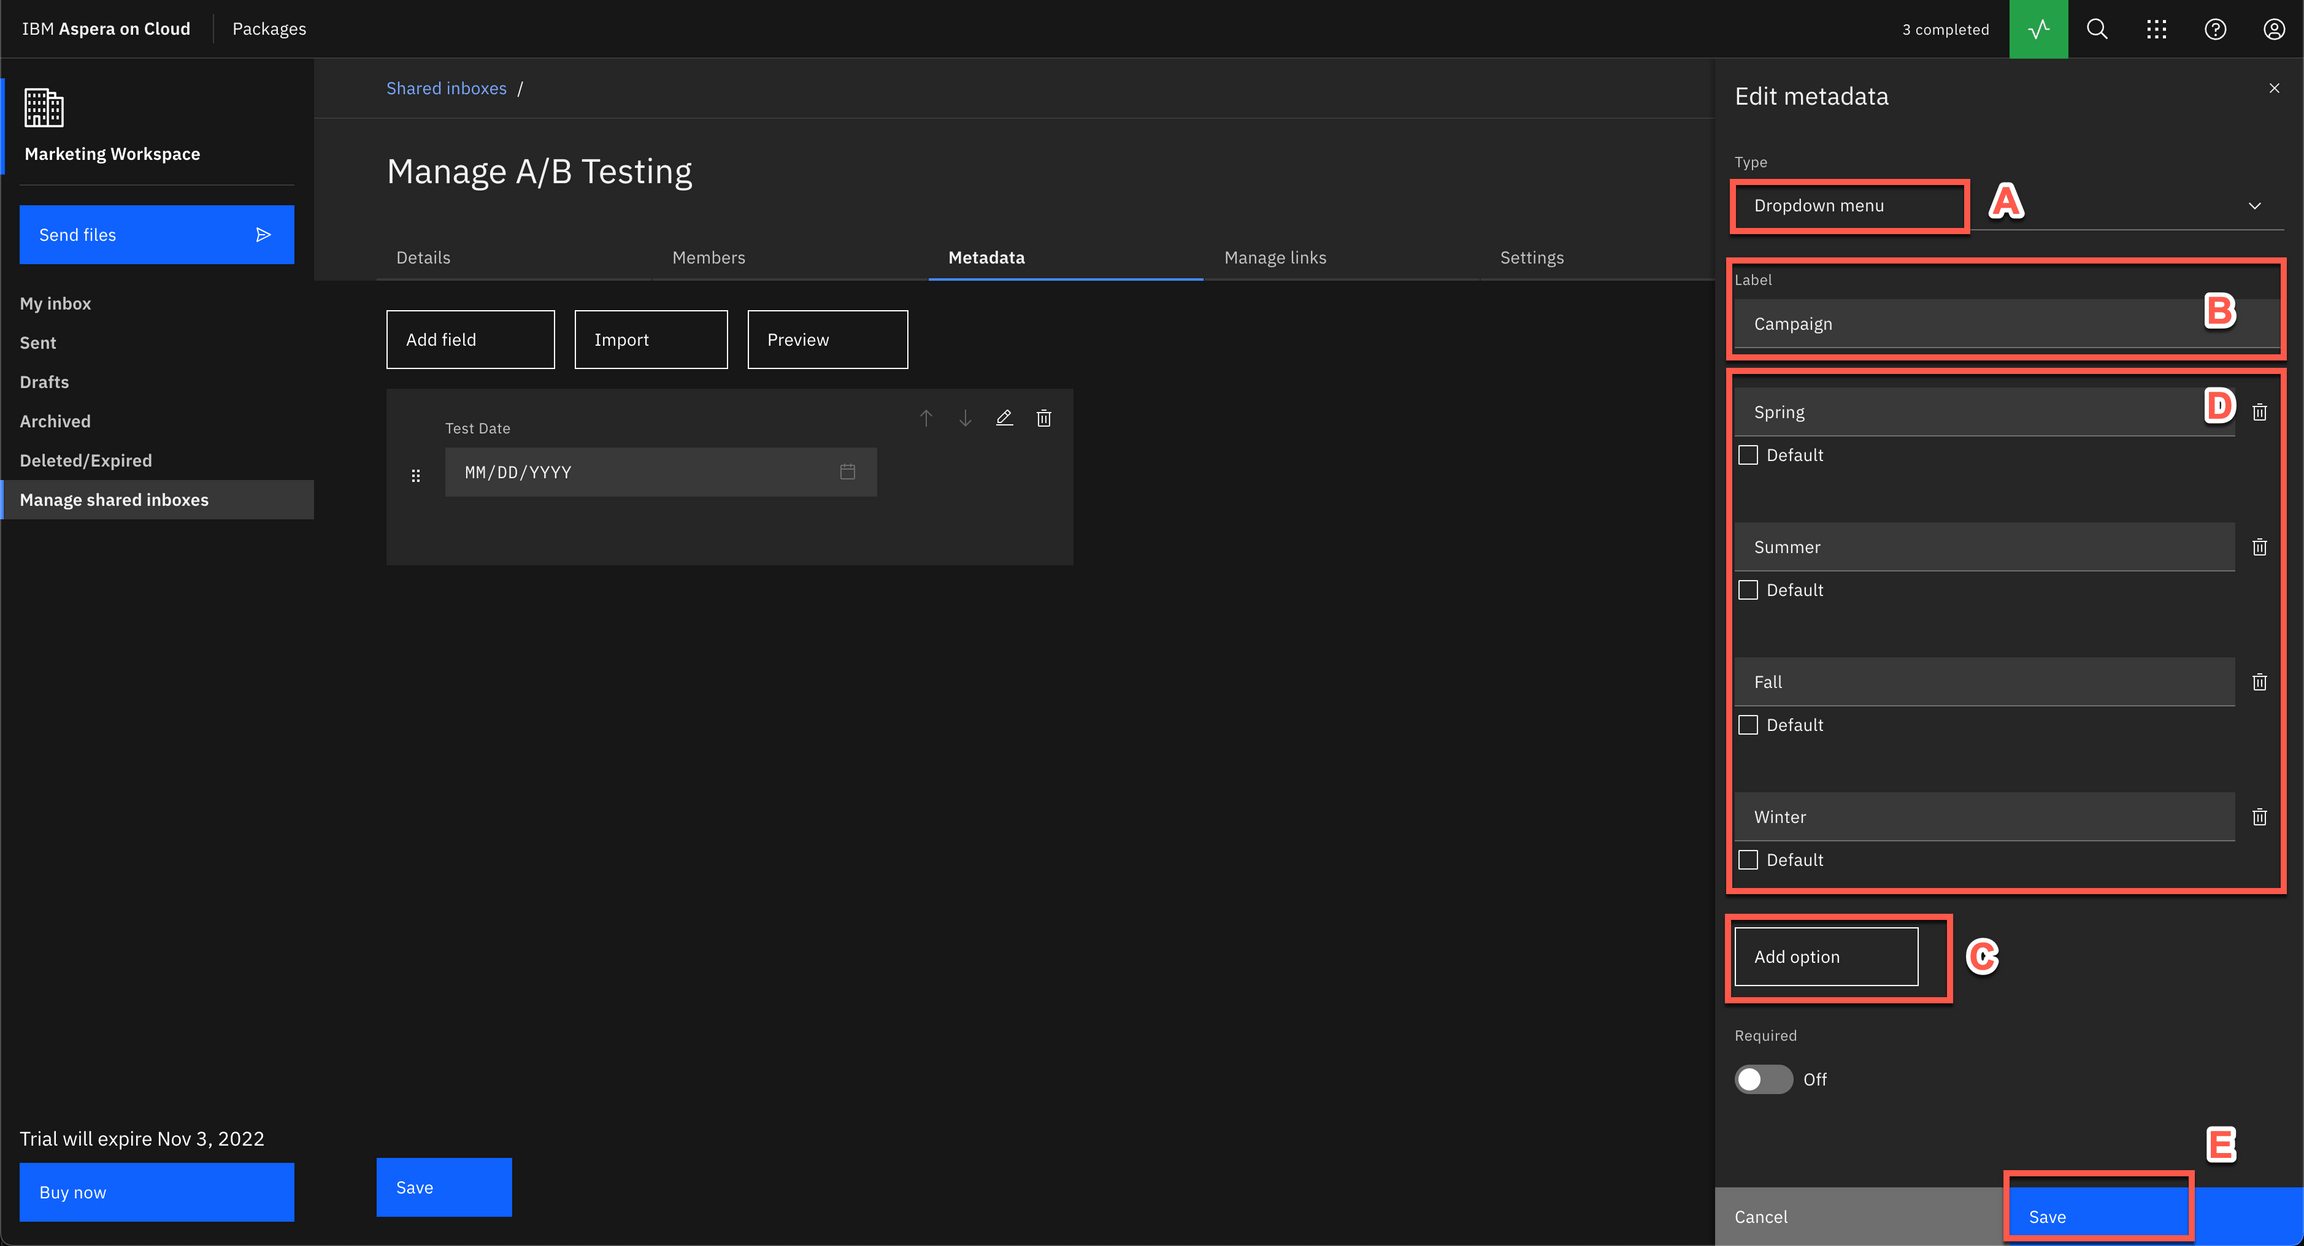 IBM Aspera on Cloud
Packages
3 completed
Marketing Workspace
Send files
My inbox
Sent
Drafts
Archived
Deleted/Expired
Manage shared inboxes
Trial will expire Nov 3, 2022
Buy now
Shared inboxes /
Manage A/B Testing
Details
Members
Metadata
Manage links
Settings
Add field
Import
Preview
Test Date
MM/DD/YYYY
Save
Edit metadata
Type
Dropdown menu
A
Label
Campaign
B
Spring
D
Default
Summer
Default
Fall
Default
Winter
Default
Add option
C
Required
Off
E
Cancel
Save